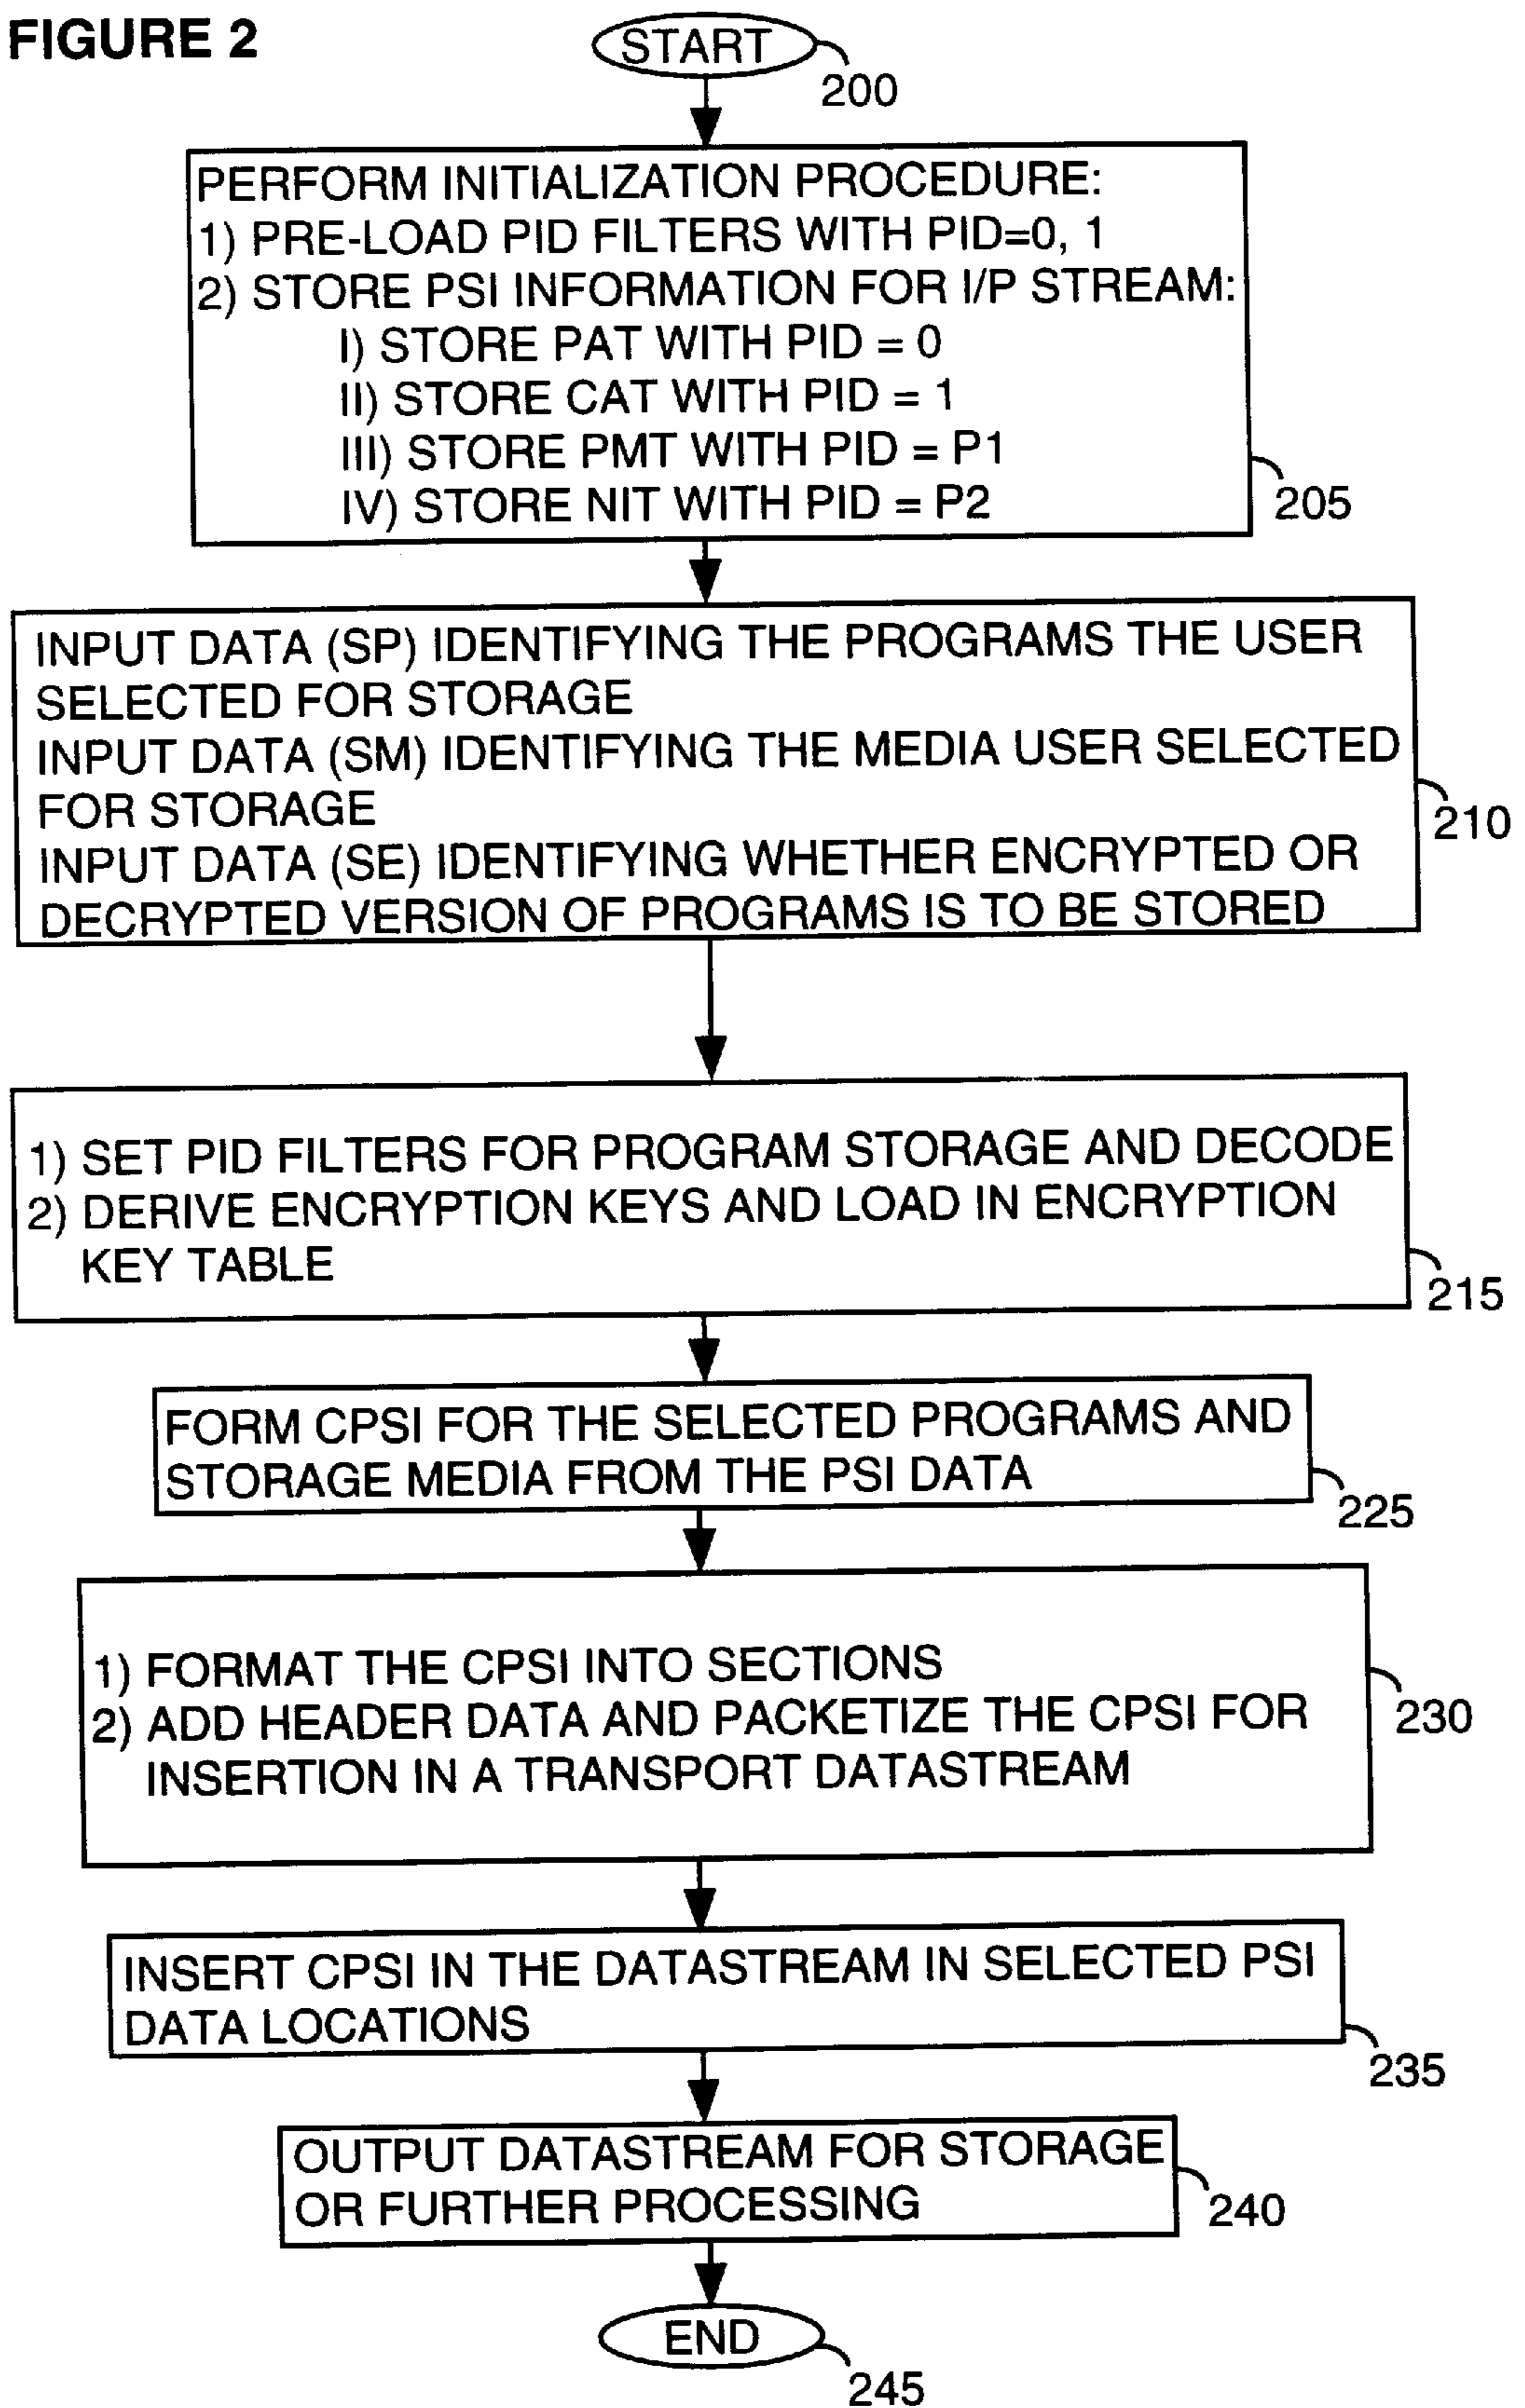 FIGURE 2
START
200
PERFORM INITIALIZATION PROCEDURE:
1) PRE-LOAD PID FILTERS WITH PID=0, 1
2) STORE PSI INFORMATION FOR I/P STREAM:
I) STORE PAT WITH PID = 0
II) STORE CAT WITH PID = 1
III) STORE PMT WITH PID = P1
IV) STORE NIT WITH PID = P2
205
INPUT DATA (SP) IDENTIFYING THE PROGRAMS THE USER
SELECTED FOR STORAGE
INPUT DATA (SM) IDENTIFYING THE MEDIA USER SELECTED
FOR STORAGE
INPUT DATA (SE) IDENTIFYING WHETHER ENCRYPTED OR
DECRYPTED VERSION OF PROGRAMS IS TO BE STORED
210
1) SET PID FILTERS FOR PROGRAM STORAGE AND DECODE
2) DERIVE ENCRYPTION KEYS AND LOAD IN ENCRYPTION
KEY TABLE
215
FORM CPSI FOR THE SELECTED PROGRAMS AND
STORAGE MEDIA FROM THE PSI DATA
225
1) FORMAT THE CPSI INTO SECTIONS
2) ADD HEADER DATA AND PACKETIZE THE CPSI FOR
INSERTION IN A TRANSPORT DATASTREAM
230
INSERT CPSI IN THE DATASTREAM IN SELECTED PSI
DATA LOCATIONS
235
OUTPUT DATASTREAM FOR STORAGE
OR FURTHER PROCESSING
240
END
245